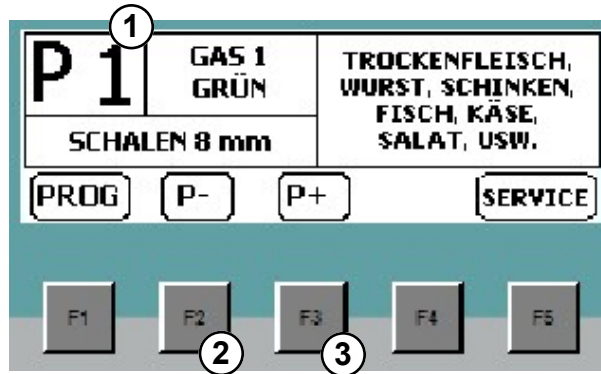 1
P 1
GAS 1
GRÜN
SCHALEN 8 mm
TROCKENFLEISCH,
WURST, SCHINKEN,
FISCH, KÄSE,
SALAT, USW.
PROG P- P+ SERVICE
F1 F2 F3 F4 F5
2 3